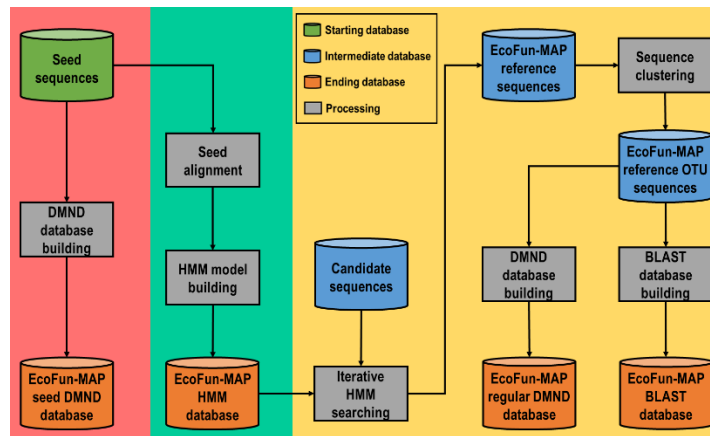 Seed
sequences
DMND
database
building
EcoFun-MAP
seed DMND
database
Seed
alignment
HMM model
building
EcoFun-MAP
HMM
database
Starting database
Intermediate database
Ending database
Processing
Candidate
sequences
Iterative
HMM
searching
EcoFun-MAP
reference
sequences
Sequence
clustering
EcoFun-MAP
reference OTU
sequences
DMND
database
building
BLAST
database
building
EcoFun-MAP
regular DMND
database
EcoFun-MAP
BLAST
database